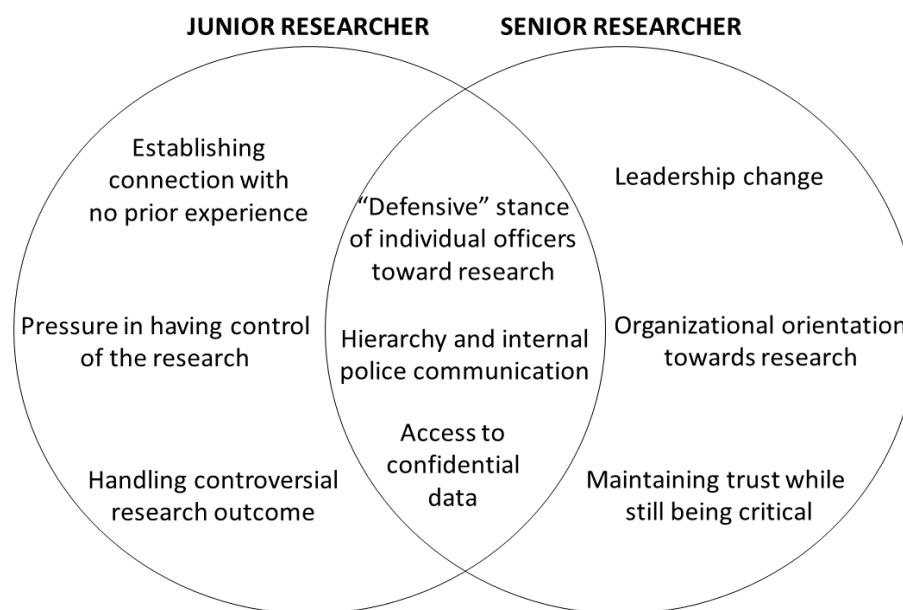 JUNIOR RESEARCHER
SENIOR RESEARCHER
Establishing
connection with
no prior experience
Pressure in having control
of the research
Handling controversial
research outcome
“Defensive” stance
of individual officers
toward research
Hierarchy and internal
police communication
Access to
confidential
data
Leadership change
Organizational orientation
towards research
Maintaining trust while
still being critical